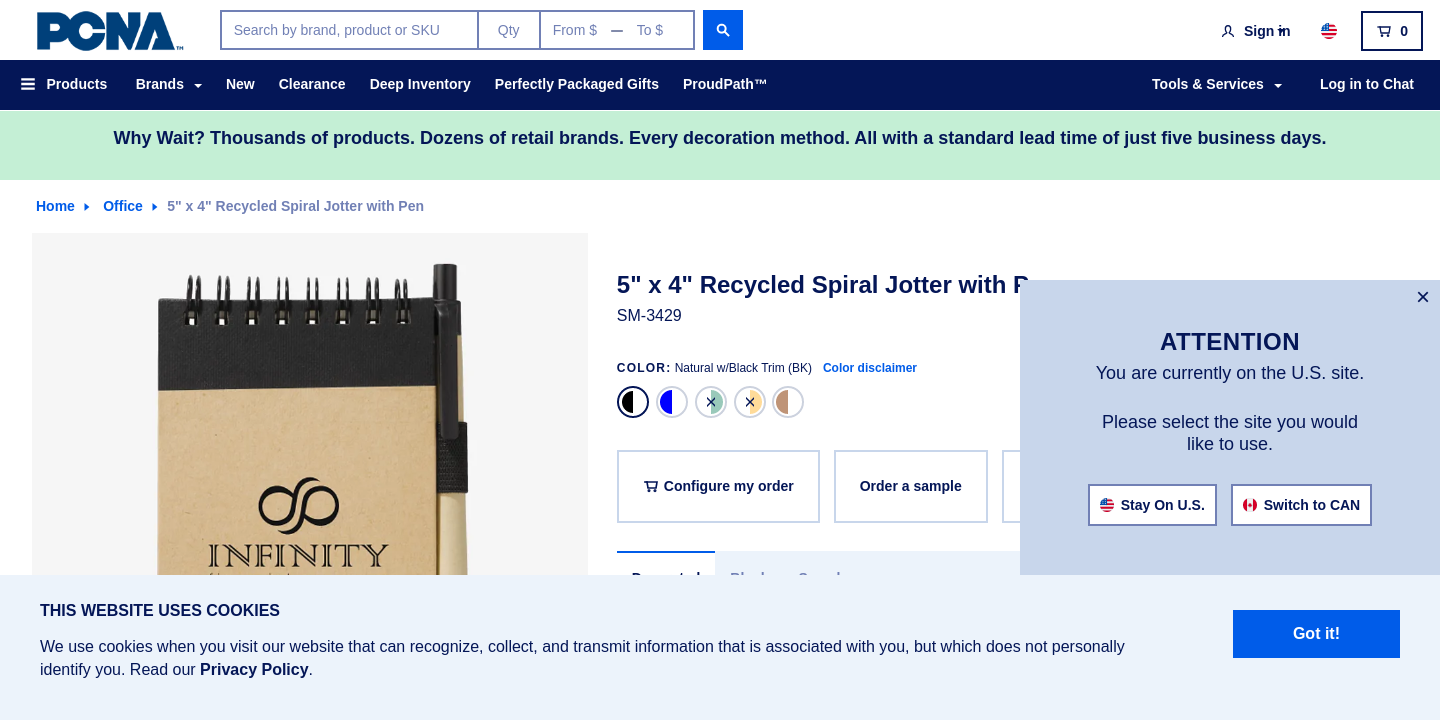 PCNA™
Search by brand, product or SKU
Qty
From $
To $
Sign in
0
Products
Brands
New
Clearance
Deep Inventory
Perfectly Packaged Gifts
ProudPath™
Tools & Services
Log in to Chat
Why Wait? Thousands of products. Dozens of retail brands. Every decoration method. All with a standard lead time of just five business days.
Home
Office
5" x 4" Recycled Spiral Jotter with Pen
INFINITY
5" x 4" Recycled Spiral Jotter with
SM-3429
COLOR: Natural w/Black Trim (BK)
Color disclaimer
Configure my order
Order a sample
×
ATTENTION
You are currently on the U.S. site.
Please select the site you would
like to use.
Stay On U.S.
Switch to CAN
THIS WEBSITE USES COOKIES
We use cookies when you visit our website that can recognize, collect, and transmit information that is associated with you, but which does not personally
identify you. Read our Privacy Policy.
Got it!